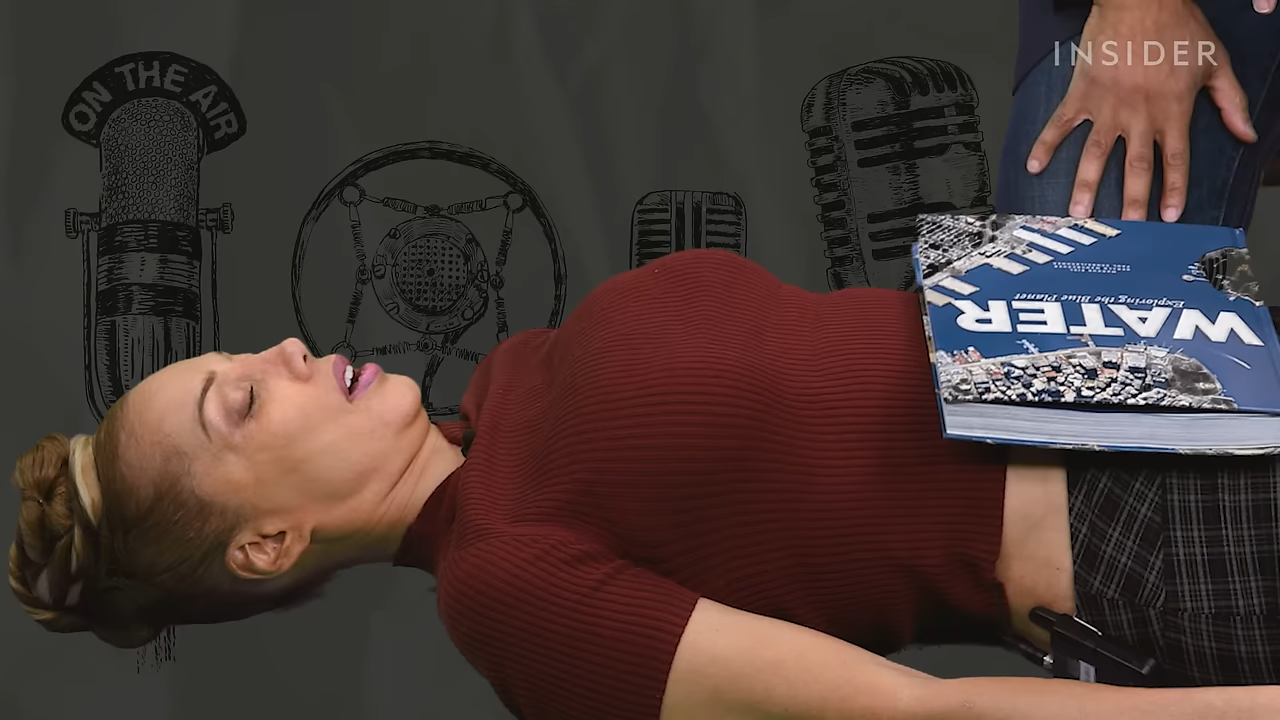 ON THE AIR
INSIDER
WATER
Exploring the Blue Planet